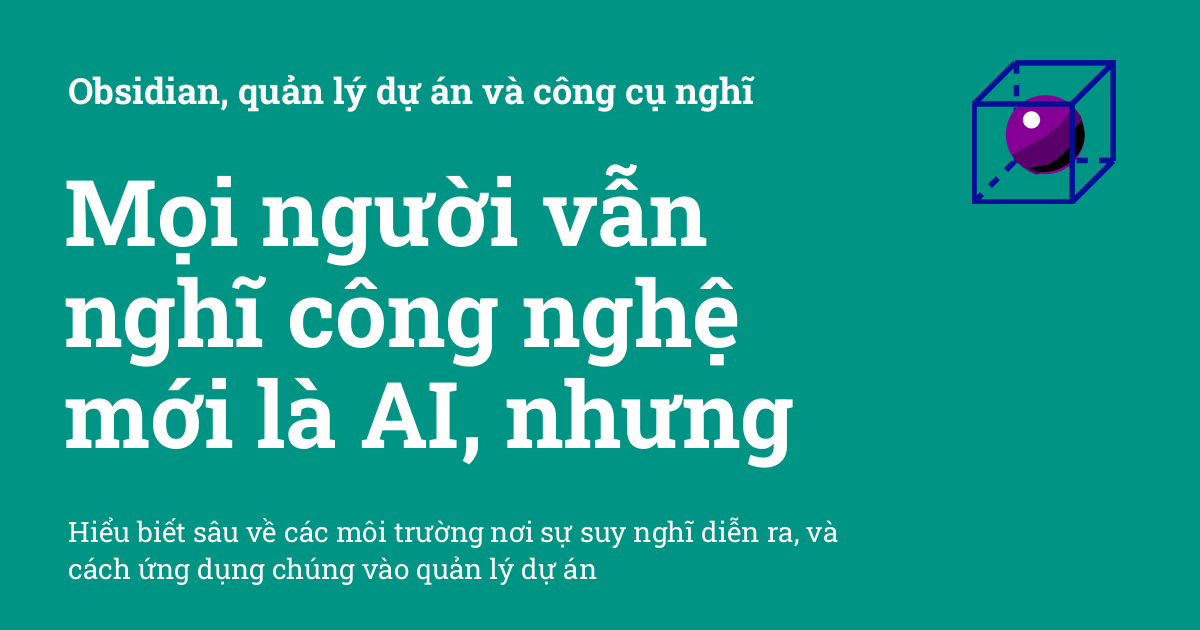 Obsidian, quản lý dự án và công cụ nghĩ
Mọi người vẫn
nghĩ công nghệ
mới là AI, nhưng
Hiểu biết sâu về các môi trường nơi sự suy nghĩ diễn ra, và
cách ứng dụng chúng vào quản lý dự án